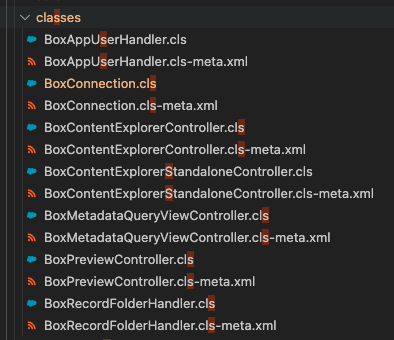 classes
BoxAppUserHandler.cls
BoxAppUserHandler.cls-meta.xml
BoxConnection.cls
BoxConnection.cls-meta.xml
BoxContentExplorerController.cls
BoxContentExplorerController.cls-meta.xml
BoxContentExplorerStandaloneController.cls
BoxContentExplorerStandaloneController.cls-meta.xml
BoxMetadataQueryViewController.cls
BoxMetadataQueryViewController.cls-meta.xml
BoxPreviewController.cls
BoxPreviewController.cls-meta.xml
BoxRecordFolderHandler.cls
BoxRecordFolderHandler.cls-meta.xml